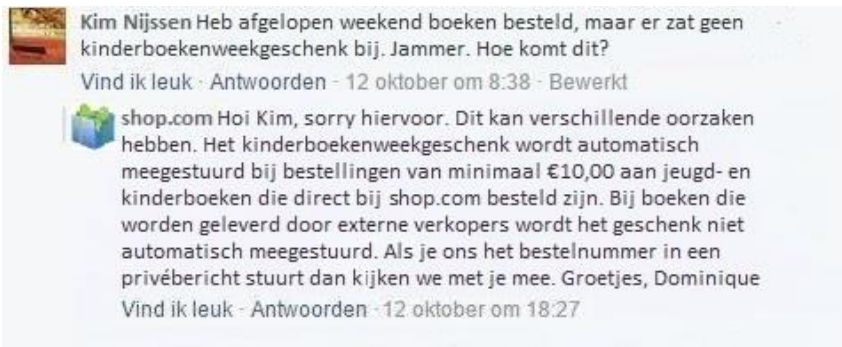 Kim Nijssen Heb afgelopen weekend boeken besteld, maar er zat geen
kinderboekenweekgeschenk bij. Jammer. Hoe komt dit?
Vind ik leuk · Antwoorden · 12 oktober om 8:38 · Bewerkt
shop.com Hoi Kim, sorry hiervoor. Dit kan verschillende oorzaken
hebben. Het kinderboekenweekgeschenk wordt automatisch
meegestuurd bij bestellingen van minimaal €10,00 aan jeugd- en
kinderboeken die direct bij shop.com besteld zijn. Bij boeken die
worden geleverd door externe verkopers wordt het geschenk niet
automatisch meegestuurd. Als je ons het bestelnummer in een
privébericht stuurt dan kijken we met je mee. Groetjes, Dominique
Vind ik leuk · Antwoorden · 12 oktober om 18:27